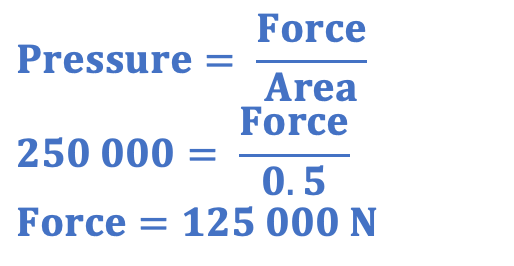 Pressure = Force / Area
250 000 = Force / 0.5
Force = 125 000 N